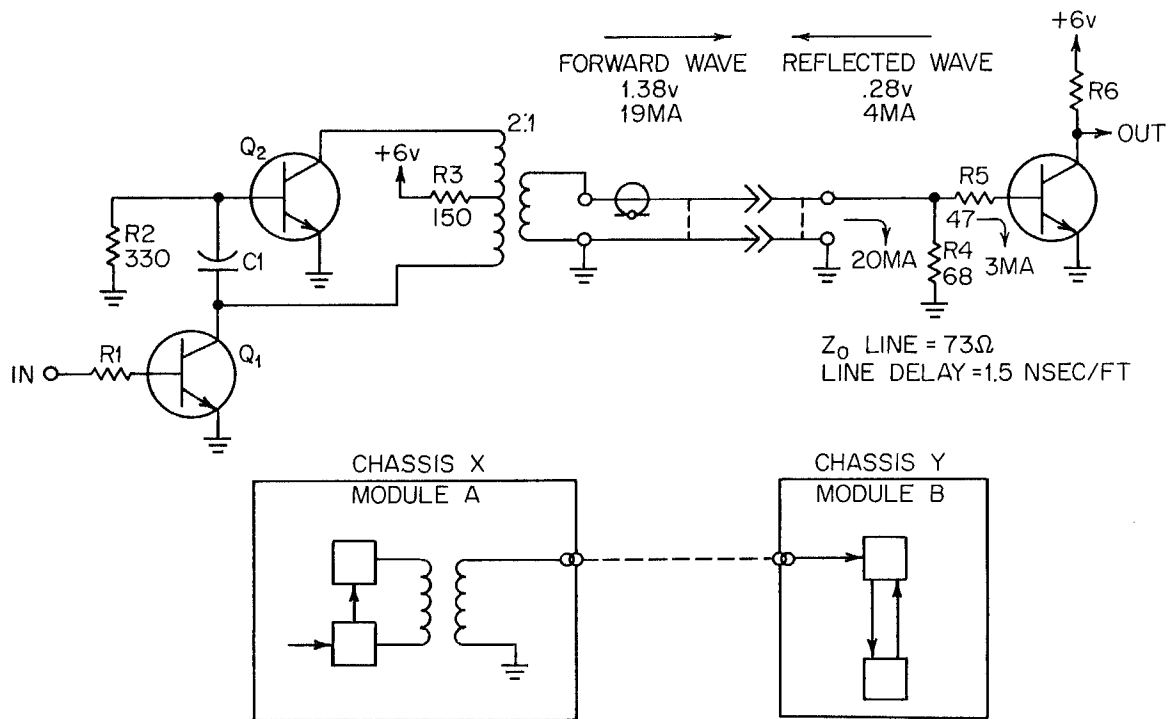 FORWARD WAVE
1.38v
19MA
REFLECTED WAVE
.28v
4MA
+6v
R6
OUT
2:1
Q2
+6v
R3
150
R5
47
R2
330
C1
20MA
R4
68
3MA
Q1
R1
IN
Z0 LINE = 73Ω
LINE DELAY = 1.5 NSEC/FT
CHASSIS X
MODULE A
CHASSIS Y
MODULE B